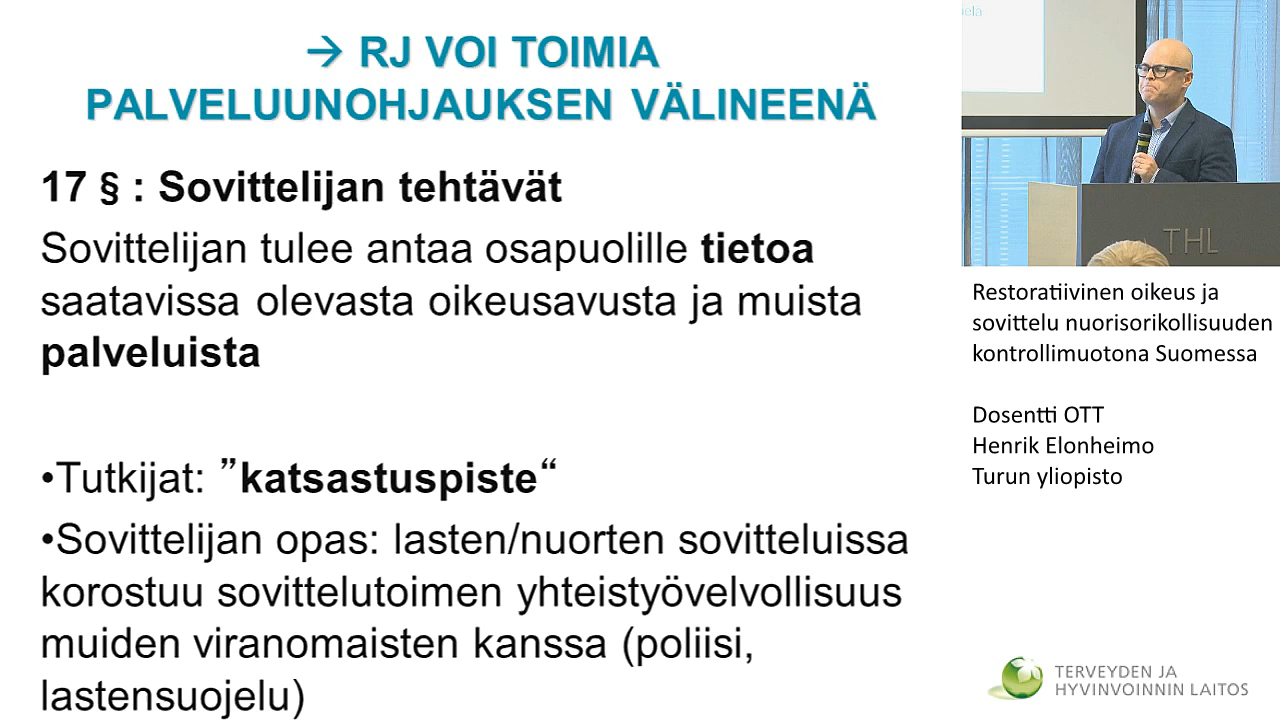 → RJ VOI TOIMIA
PALVELUUNOHJAUKSEN VÄLINEENÄ
17 § : Sovittelijan tehtävät
Sovittelijan tulee antaa osapuolille tietoa
saatavissa olevasta oikeusavusta ja muista
palveluista
•Tutkijat: ”katsastuspiste“
•Sovittelijan opas: lasten/nuorten sovitteluissa
korostuu sovittelutoimen yhteistyövelvollisuus
muiden viranomaisten kanssa (poliisi,
lastensuojelu)
THL
Restoratiivinen oikeus ja
sovittelu nuorisorikollisuuden
kontrollimuotona Suomessa
Dosentti OTT
Henrik Elonheimo
Turun yliopisto
TERVEYDEN JA
HYVINVOINNIN LAITOS